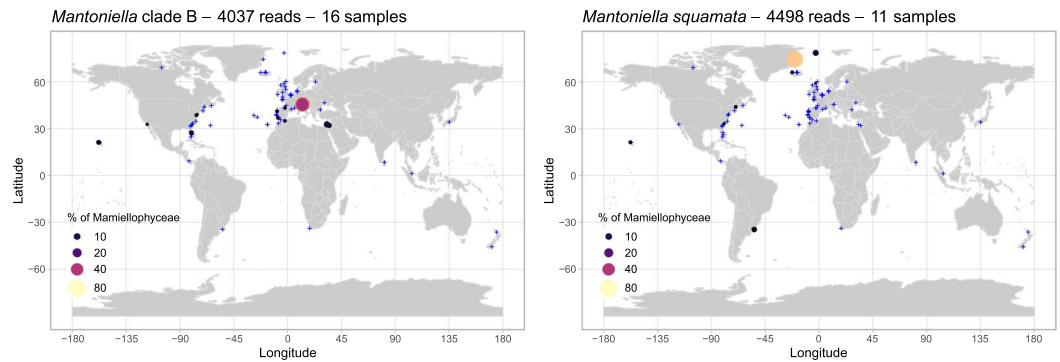 Mantoniella clade B – 4037 reads – 16 samples
Latitude
60
30
0
−30
−60
% of Mamiellophyceae
10
20
40
80
−180 −135 −90 −45 0 45 90 135 180
Longitude
Mantoniella squamata – 4498 reads – 11 samples
Latitude
60
30
0
−30
−60
% of Mamiellophyceae
10
20
40
80
−180 −135 −90 −45 0 45 90 135 180
Longitude